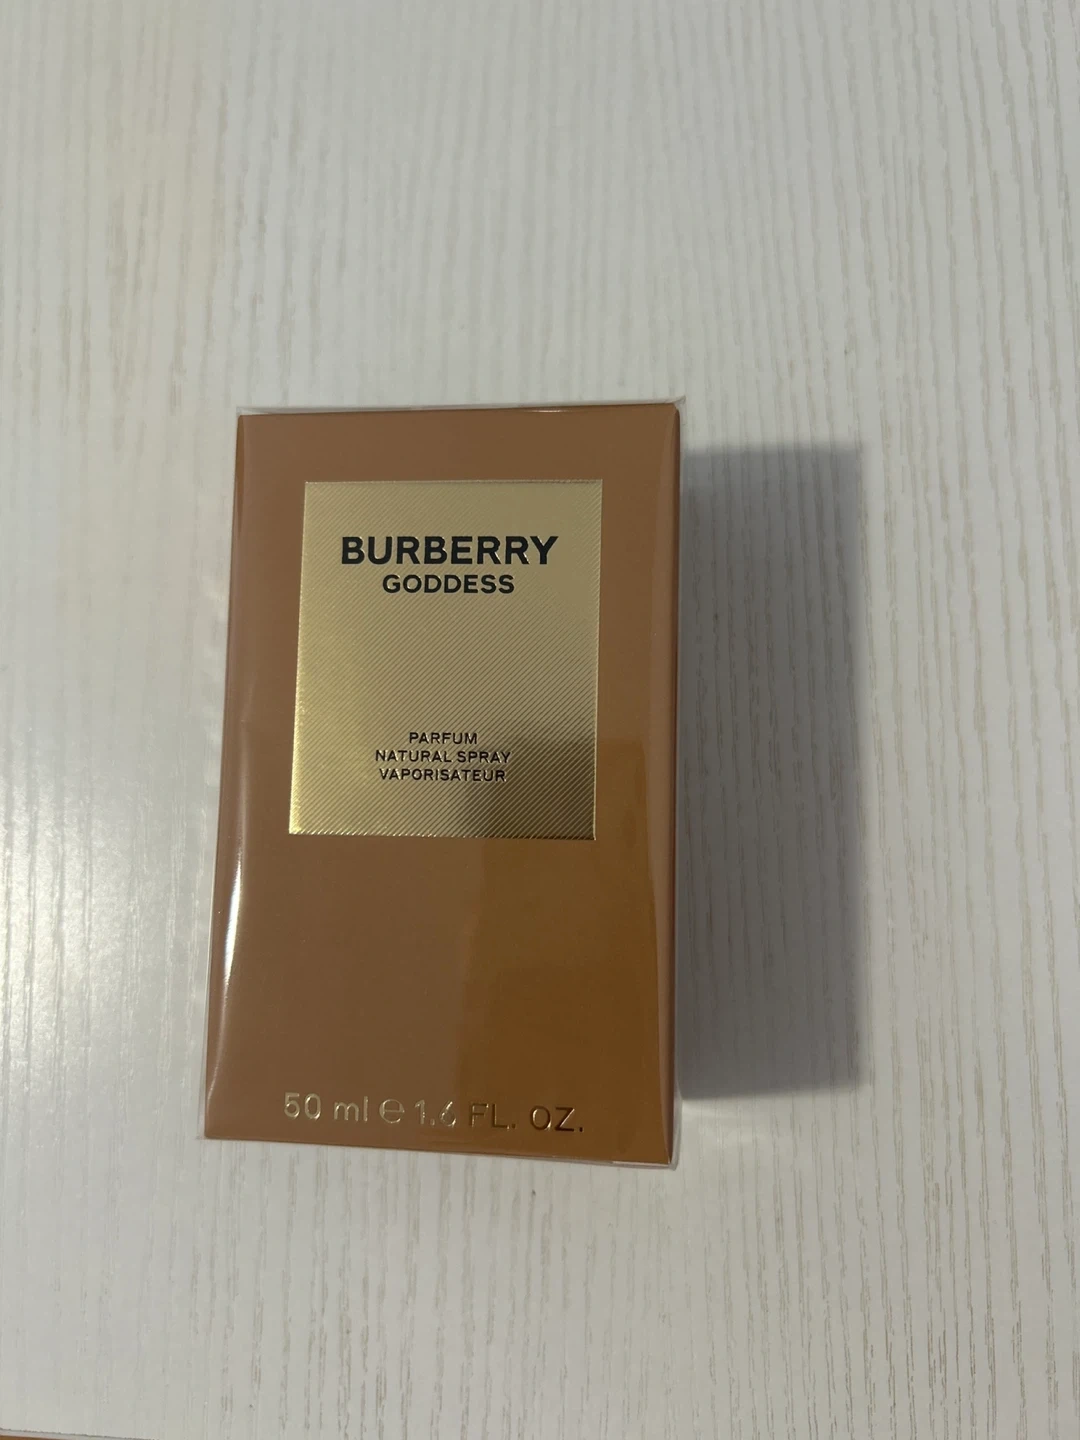 BURBERRY
GODDESS
PARFUM
NATURAL SPRAY
VAPORISATEUR
50 ml ℮ 1.6 FL. OZ.